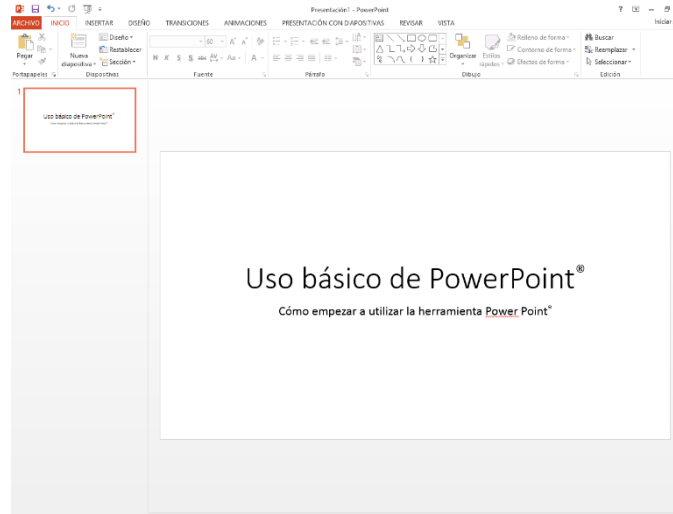 Presentación1 - PowerPoint
?
ARCHIVO INICIO INSERTAR DISEÑO TRANSICIONES ANIMACIONES PRESENTACIÓN CON DIAPOSITIVAS REVISAR VISTA
Iniciar
Pegar
Nueva diapositiva
Diseño
Restablecer
Sección
60
N K S S abc Aa A
Organizar
Estilos rápidos
Relleno de forma
Contorno de forma
Efectos de forma
Buscar
Reemplazar
Seleccionar
Portapapeles Diapositivas Fuente Párrafo Dibujo Edición
1
Uso básico de PowerPoint®
Uso básico de PowerPoint®
Cómo empezar a utilizar la herramienta Power Point®